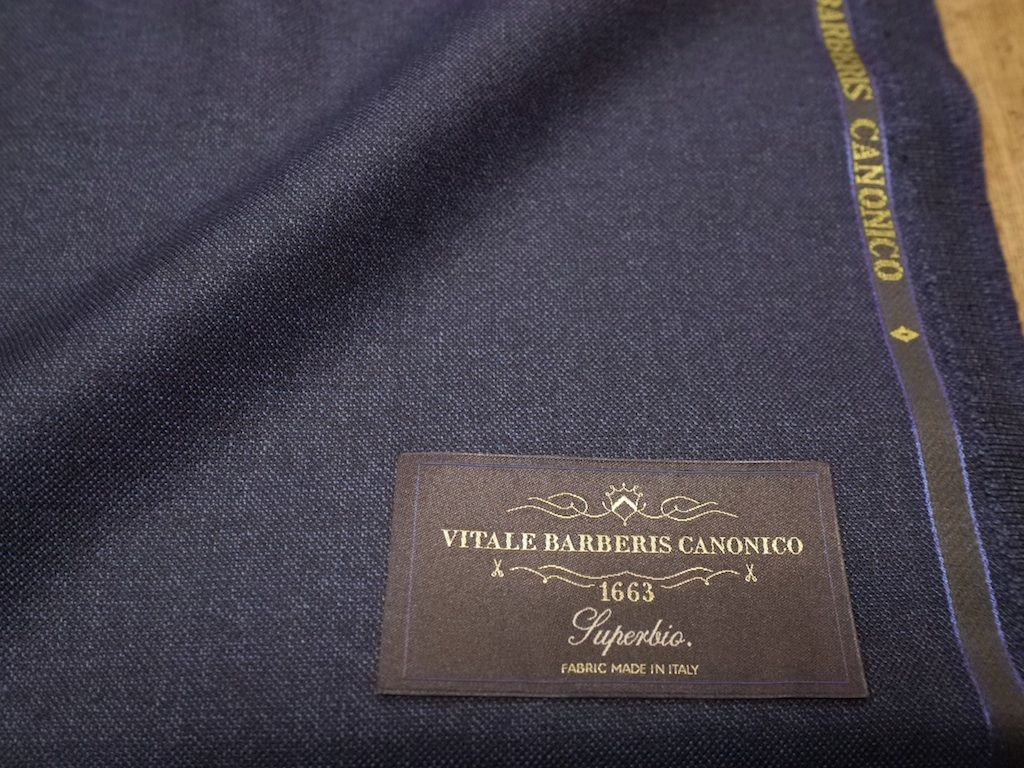 BARBERIS CANONICO
VITALE BARBERIS CANONICO
1663
Superbio.
FABRIC MADE IN ITALY